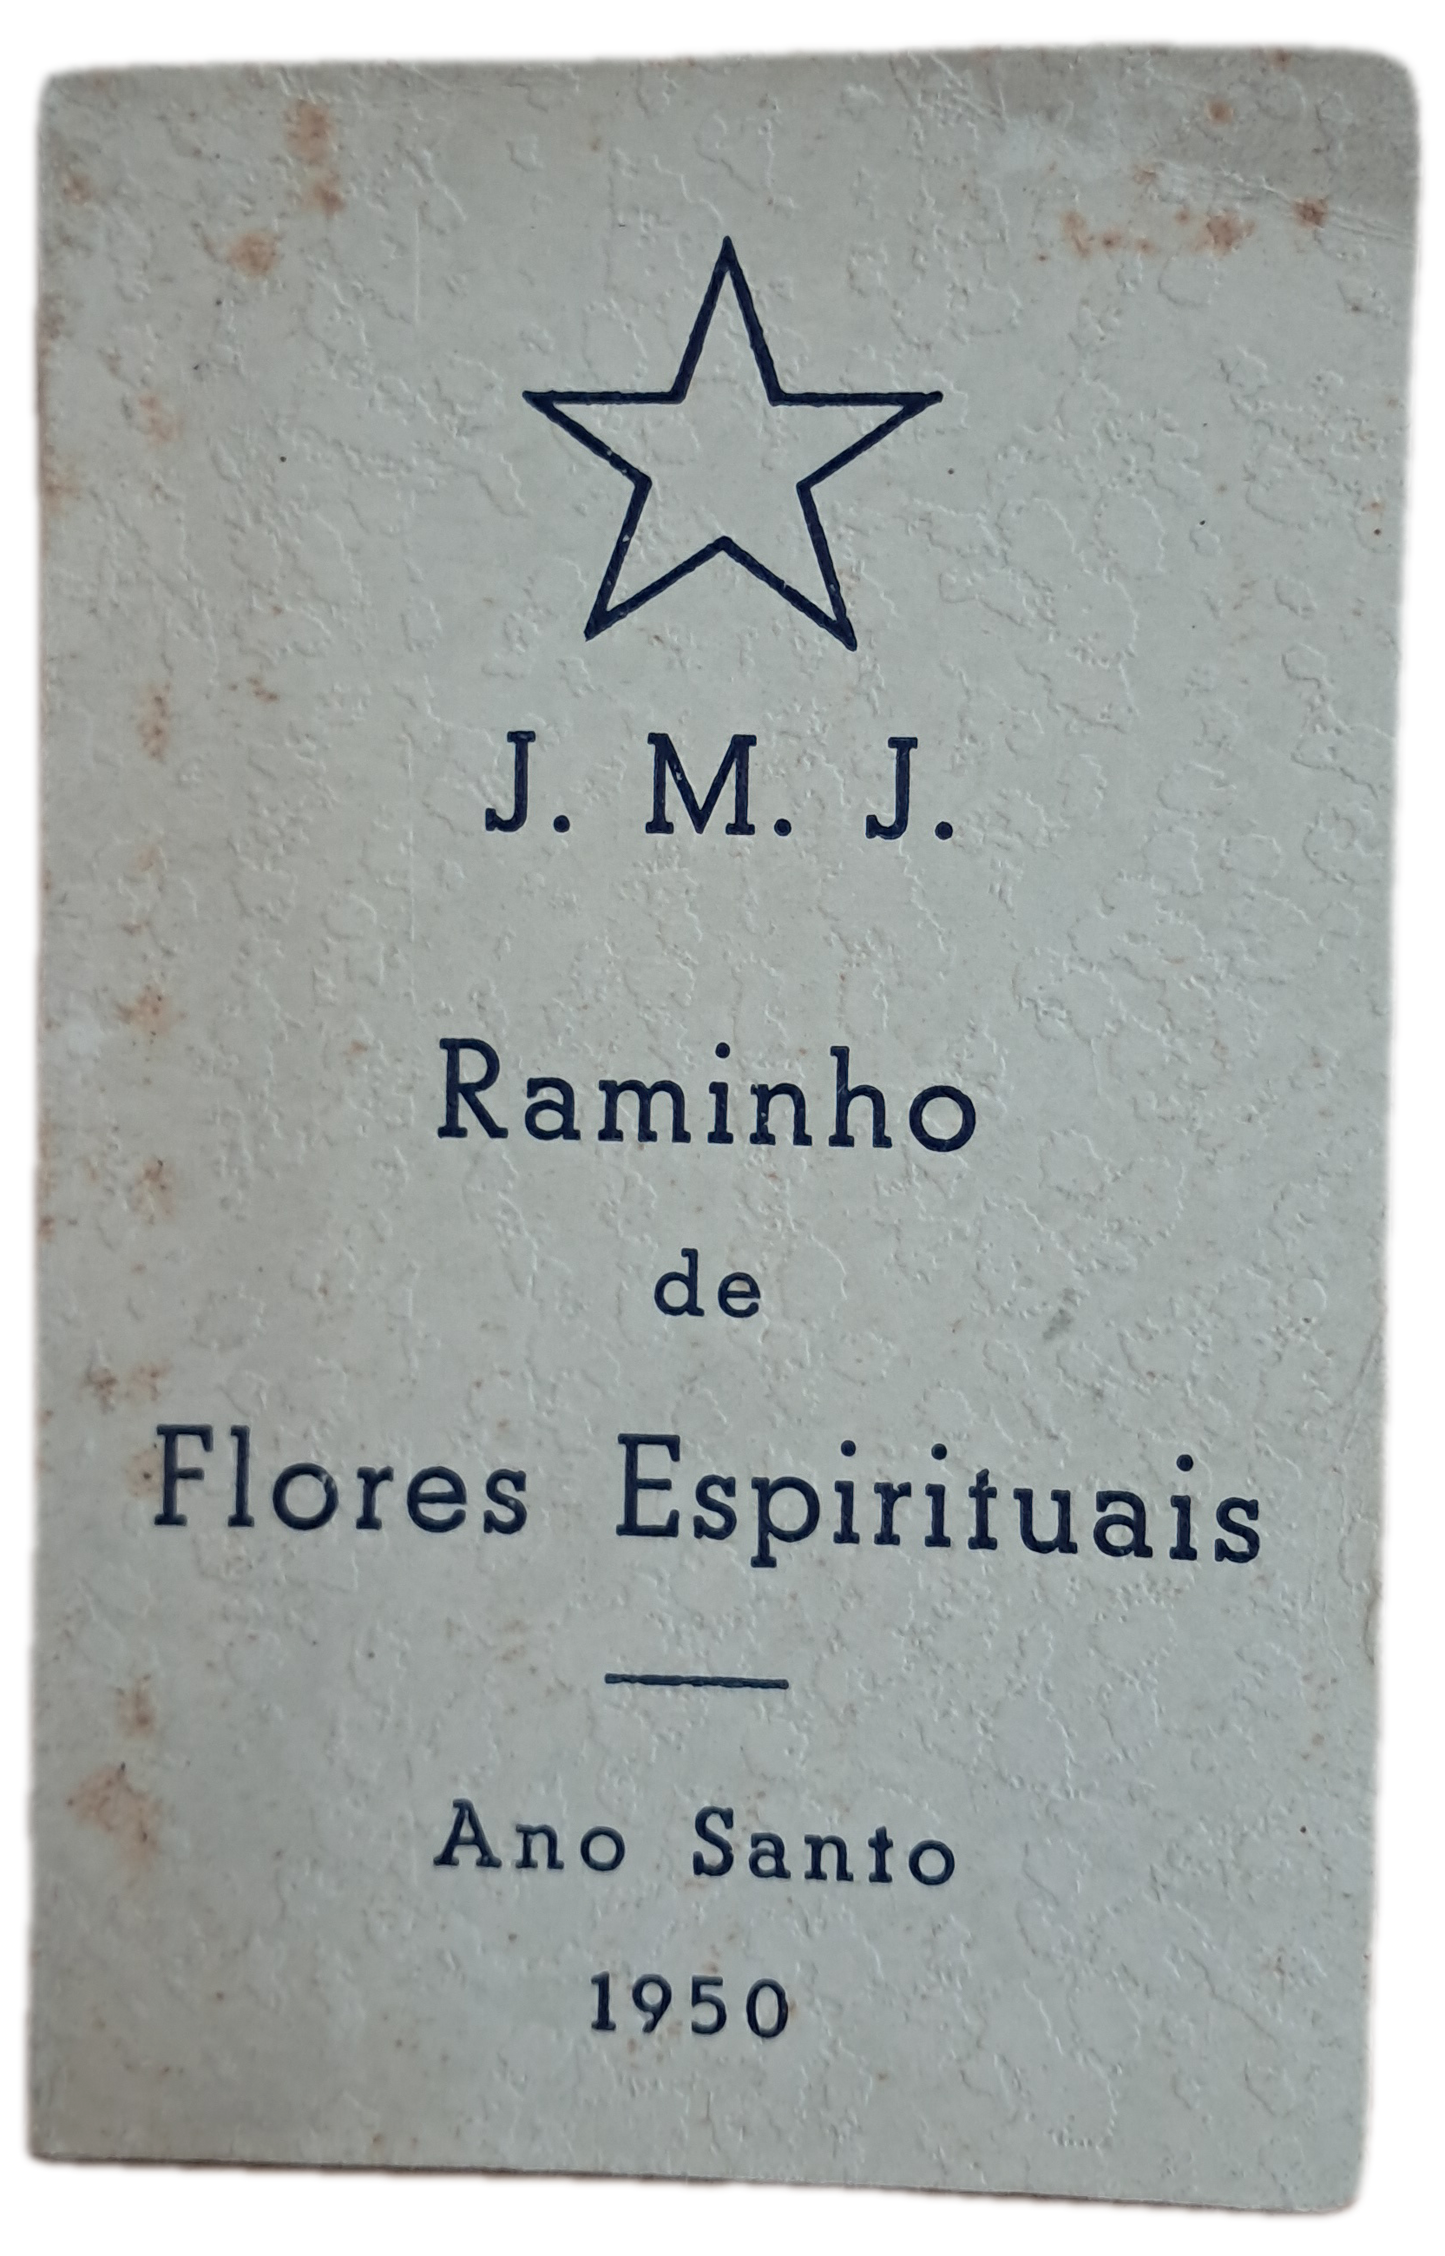 J. M. J.
Raminho
de
Flores Espirituais
Ano Santo
1950